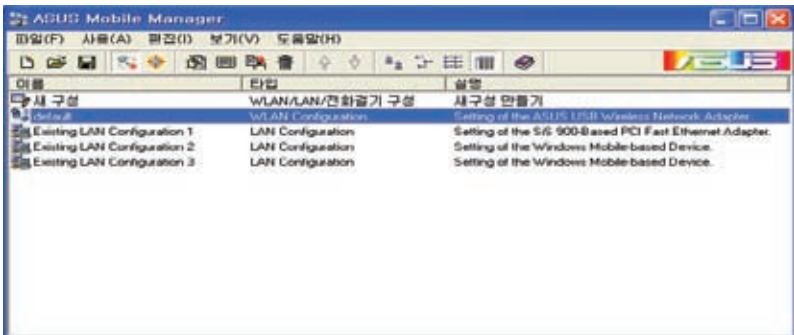 ASUS Mobile Manager
파일(F) 사용(A) 편집(I) 보기(V) 도움말(H)
ASUS
이름 타입 설명
새 구성 WLAN/LAN/전화걸기 구성 새구성 만들기
default WLAN Configuration Setting of the ASUS USB Wireless Network Adapter
Existing LAN Configuration 1 LAN Configuration Setting of the SiS 900-Based PCI Fast Ethernet Adapter.
Existing LAN Configuration 2 LAN Configuration Setting of the Windows Mobile-based Device.
Existing LAN Configuration 3 LAN Configuration Setting of the Windows Mobile-based Device.